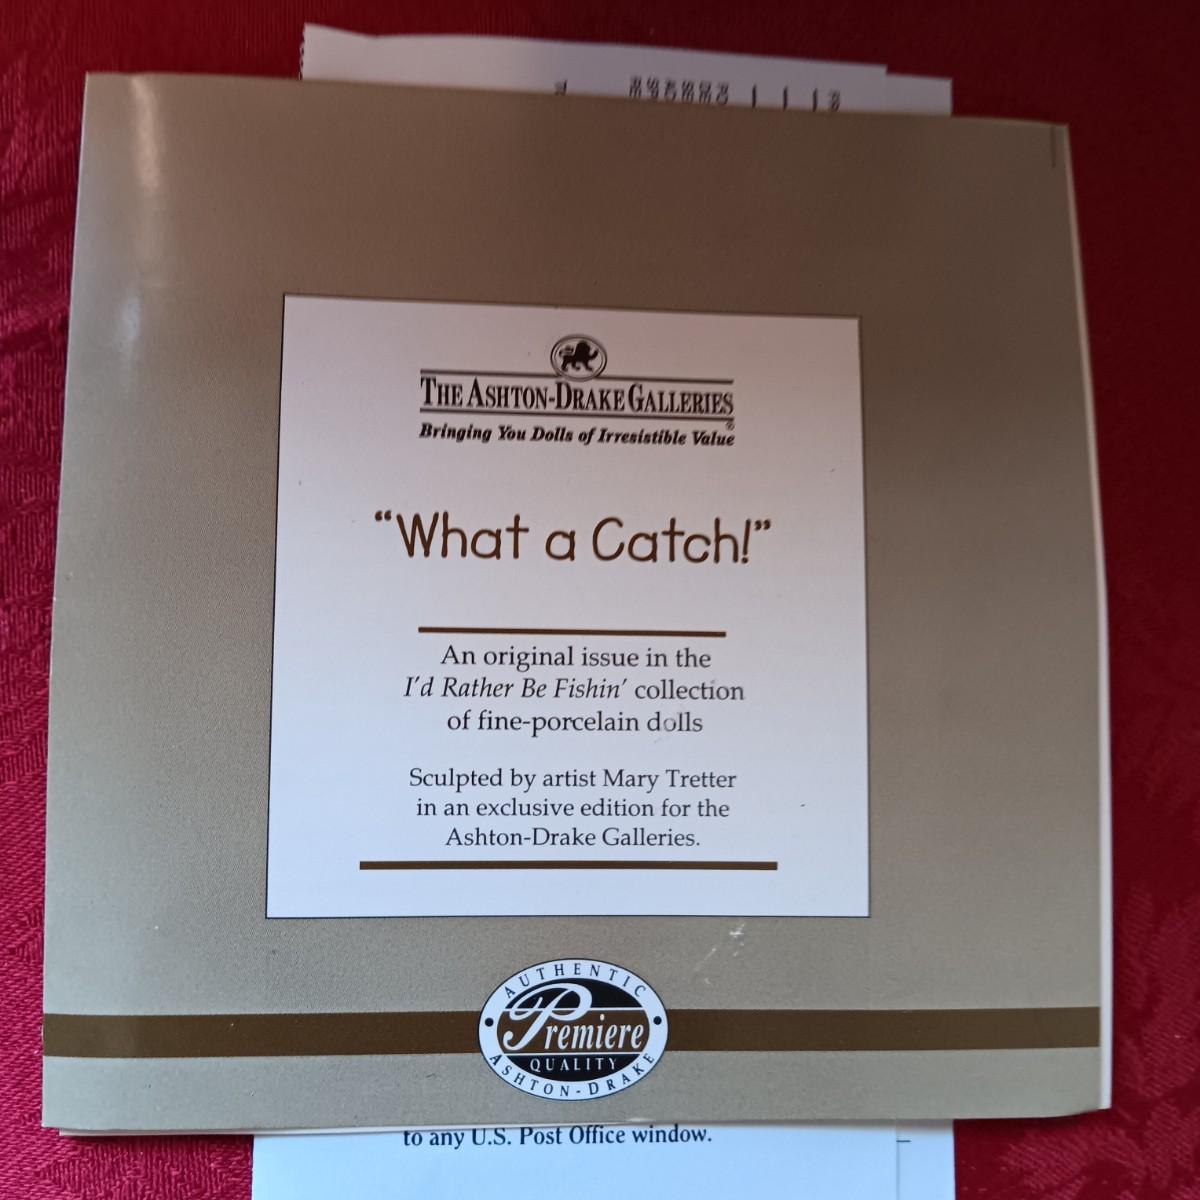 THE ASHTON-DRAKE GALLERIES®
Bringing You Dolls of Irresistible Value
“What a Catch!”
An original issue in the
I’d Rather Be Fishin’ collection
of fine-porcelain dolls
Sculpted by artist Mary Tretter
in an exclusive edition for the
Ashton-Drake Galleries.
AUTHENTIC
Premiere
QUALITY
ASHTON-DRAKE
to any U.S. Post Office window.